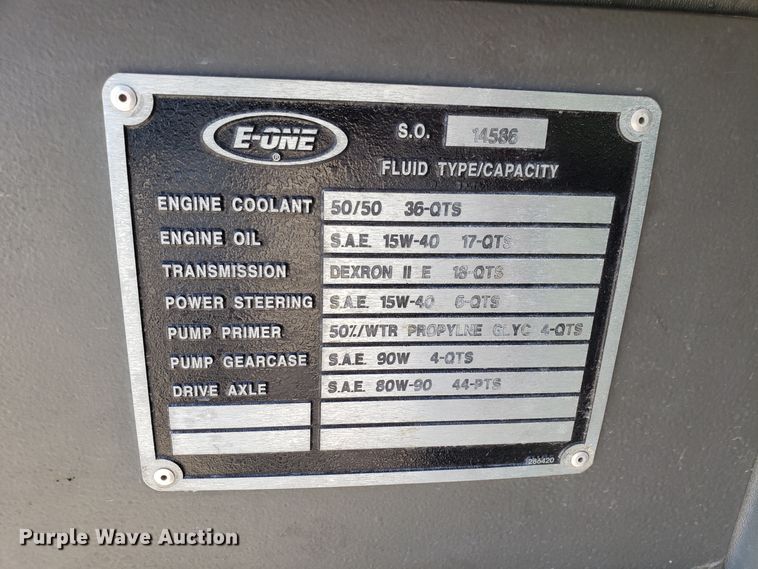 E-ONE
®
S.O. 14586
FLUID TYPE/CAPACITY
ENGINE COOLANT 50/50 36-QTS
ENGINE OIL S.A.E. 15W-40 17-QTS
TRANSMISSION DEXRON II E 18-QTS
POWER STEERING S.A.E. 15W-40 6-QTS
PUMP PRIMER 50%/WTR PROPYLNE GLYC 4-QTS
PUMP GEARCASE S.A.E. 90W 4-QTS
DRIVE AXLE S.A.E. 80W-90 44-PTS
286420
Purple Wave Auction